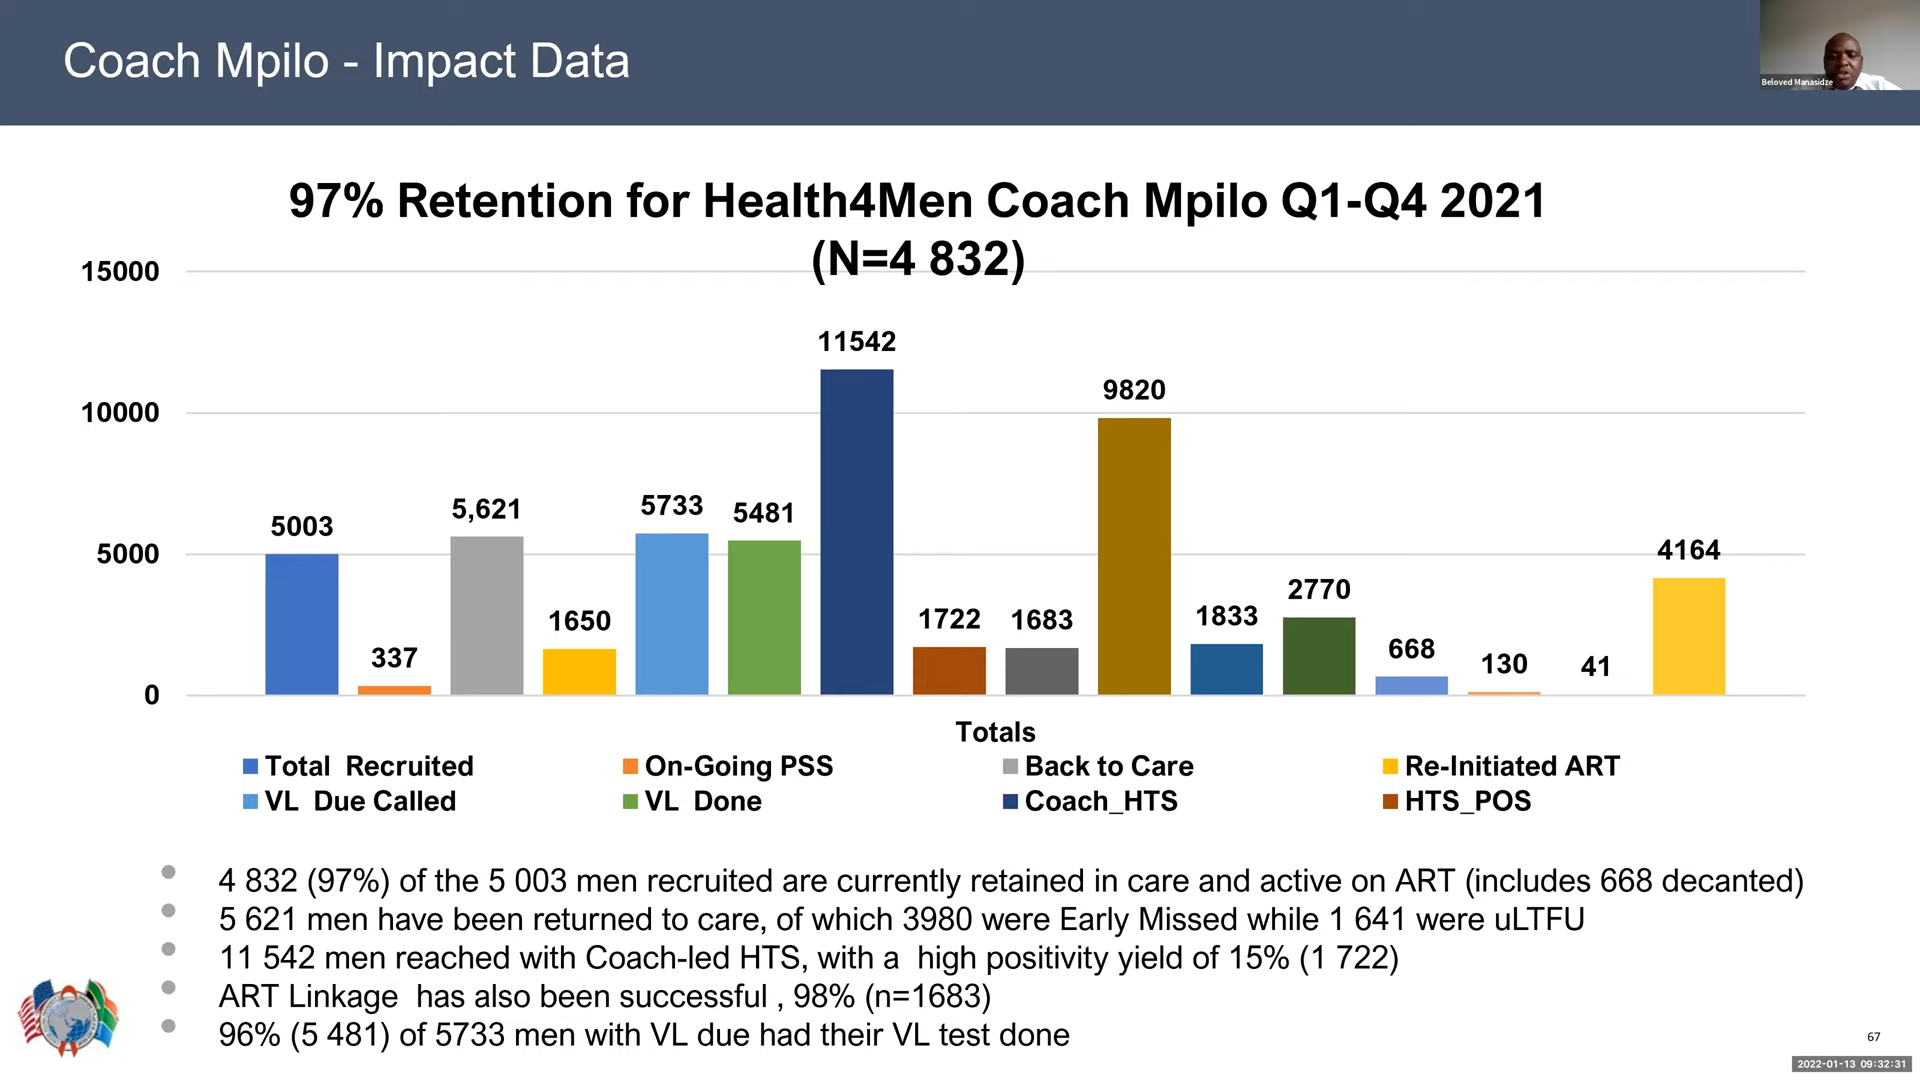 Coach Mpilo - Impact Data
Beloved Manasidze
97% Retention for Health4Men Coach Mpilo Q1-Q4 2021
(N=4 832)
15000
10000
5000
0
5003
337
5,621
1650
5733
5481
11542
1722
1683
9820
1833
2770
668
130
41
4164
Totals
Total Recruited
On-Going PSS
Back to Care
Re-Initiated ART
VL Due Called
VL Done
Coach_HTS
HTS_POS
4 832 (97%) of the 5 003 men recruited are currently retained in care and active on ART (includes 668 decanted)
5 621 men have been returned to care, of which 3980 were Early Missed while 1 641 were uLTFU
11 542 men reached with Coach-led HTS, with a high positivity yield of 15% (1 722)
ART Linkage has also been successful , 98% (n=1683)
96% (5 481) of 5733 men with VL due had their VL test done
67
2022-01-13 09:32:31